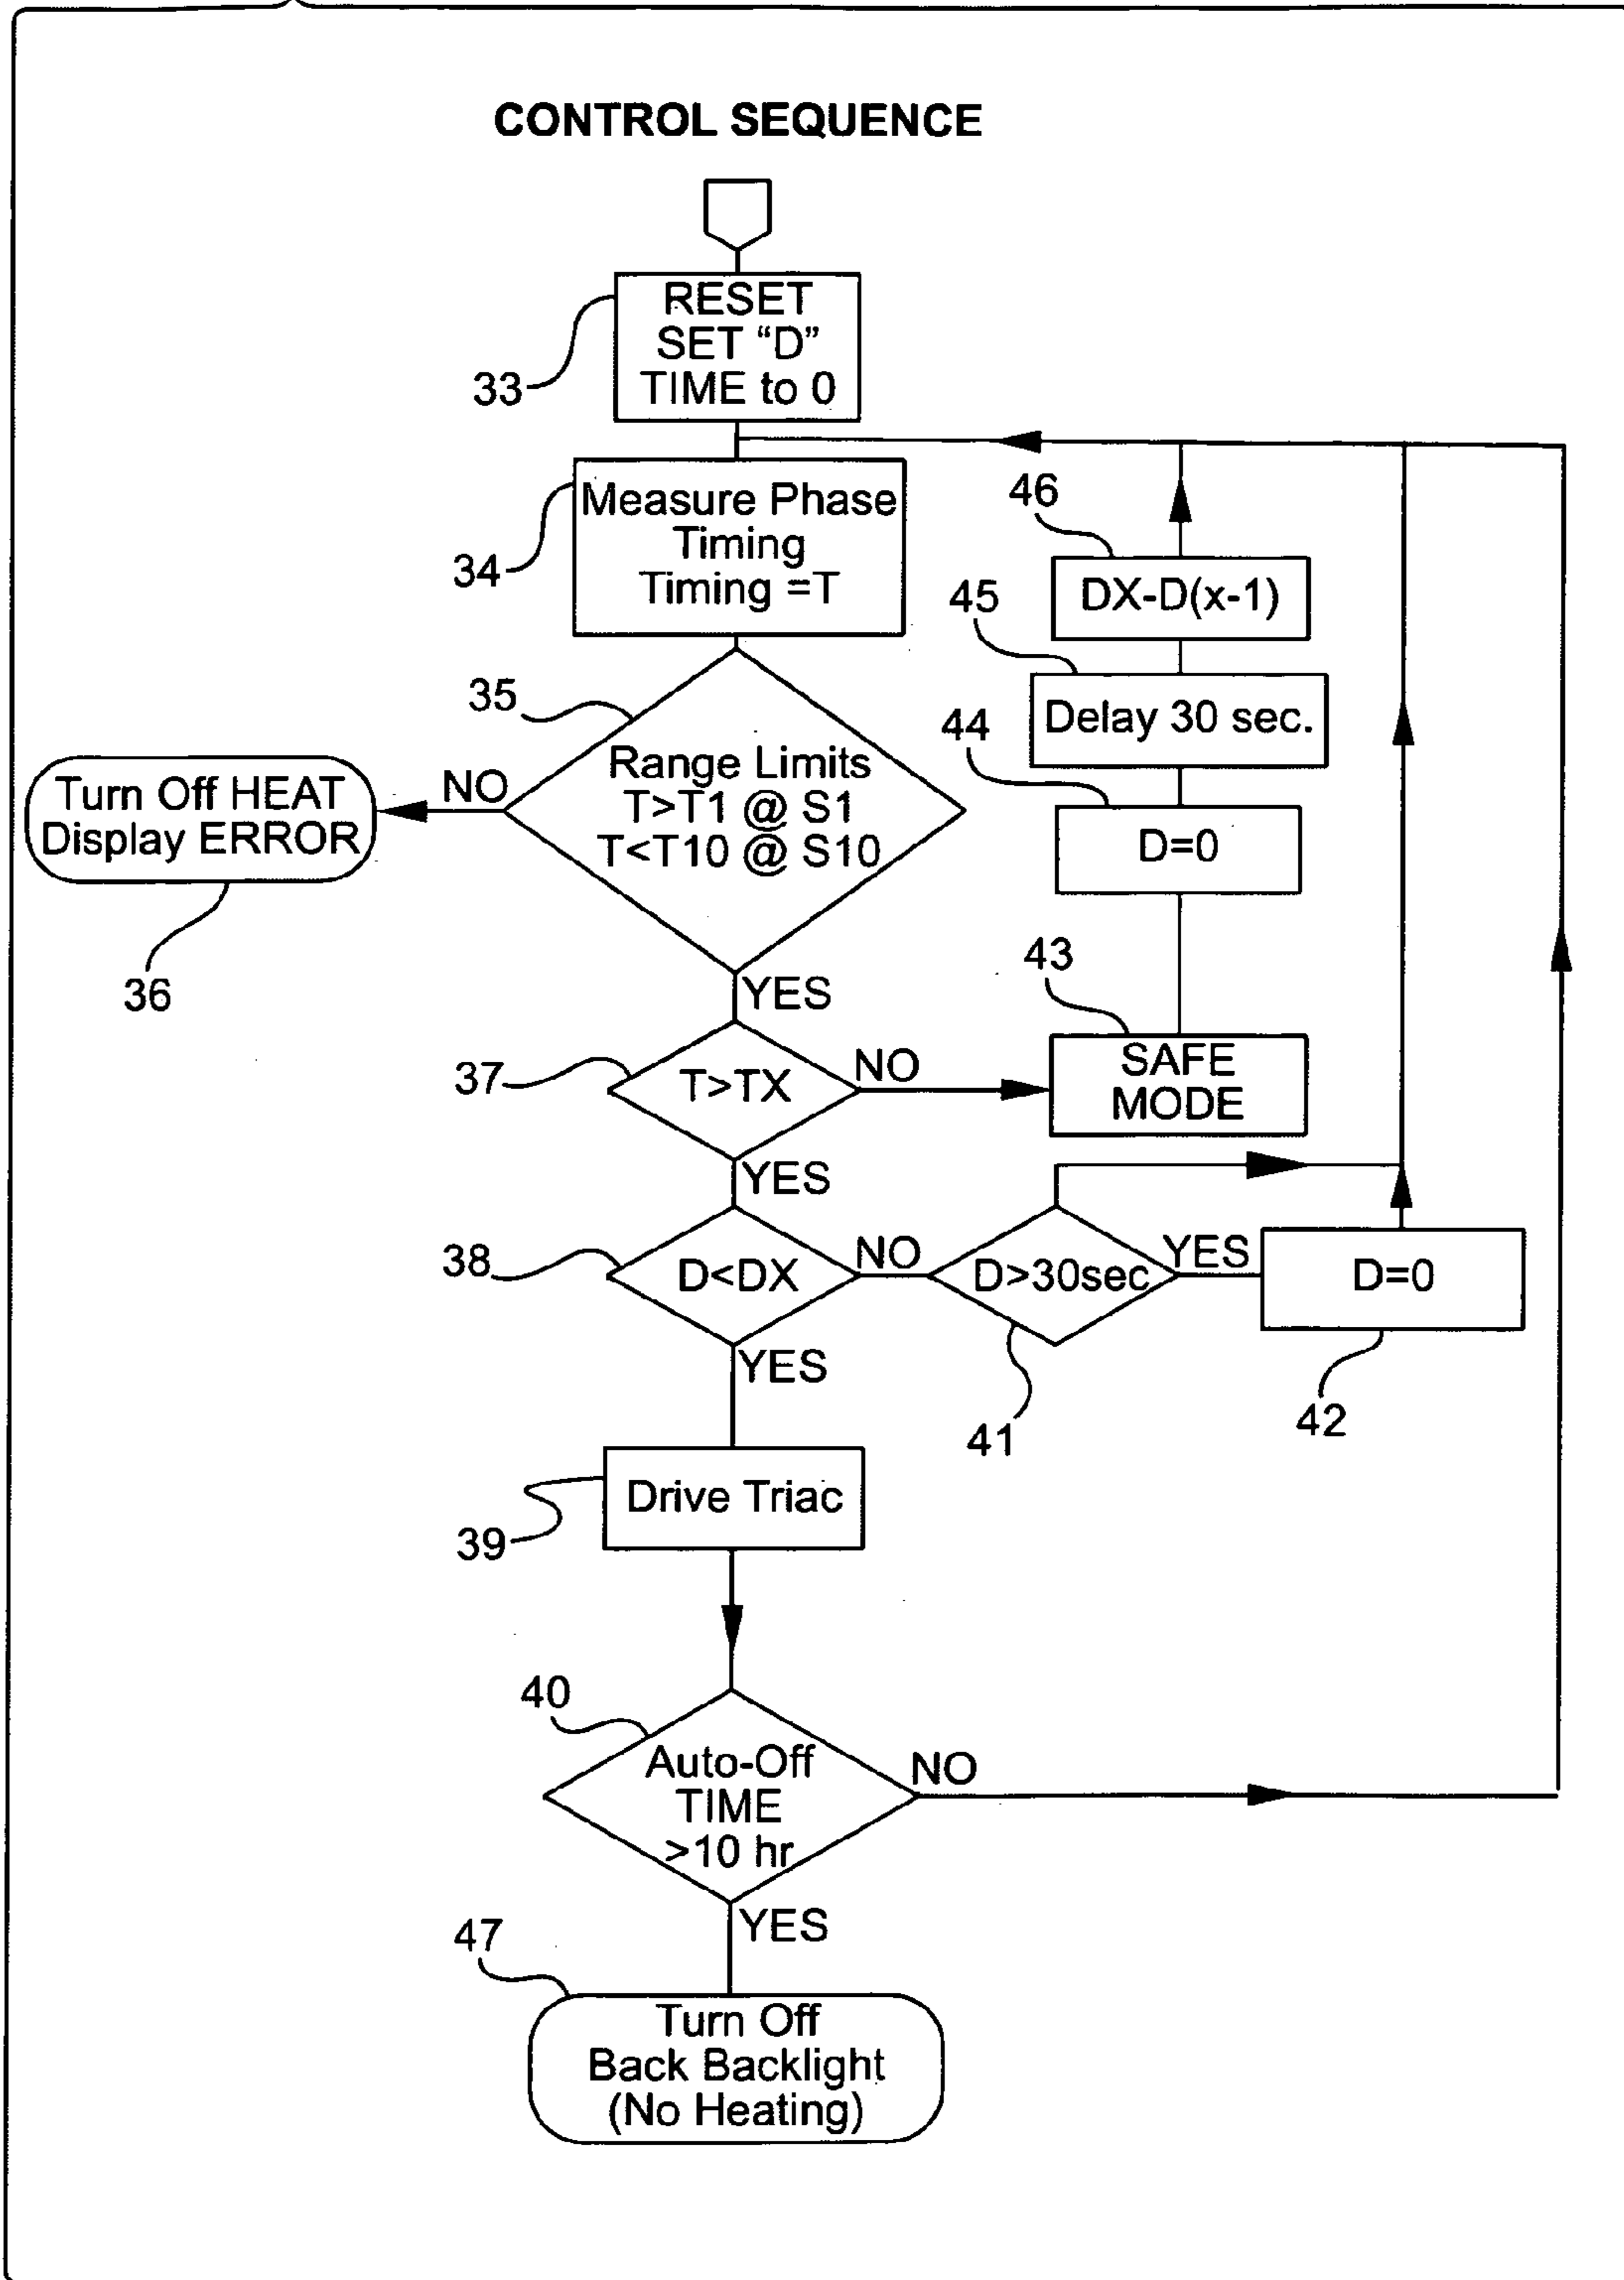 CONTROL SEQUENCE
RESET
SET “D”
TIME to 0
33
Measure Phase
Timing
Timing =T
34
46
DX-D(x-1)
45
Delay 30 sec.
44
D=0
35
Range Limits
T>T1 @ S1
T<T10 @ S10
NO
Turn Off HEAT
Display ERROR
36
YES
43
SAFE
MODE
37
T>TX
NO
YES
38
D<DX
NO
D>30sec
YES
D=0
41
42
YES
Drive Triac
39
40
Auto-Off
TIME
>10 hr
NO
YES
47
Turn Off
Back Backlight
(No Heating)